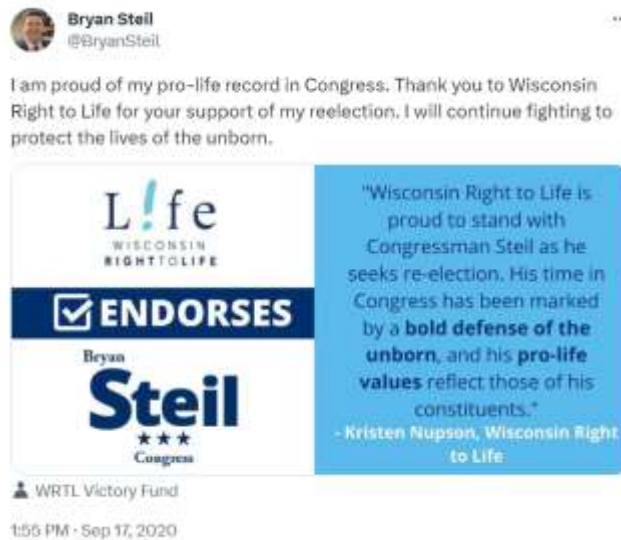 Bryan Steil
@BryanSteil
I am proud of my pro-life record in Congress. Thank you to Wisconsin
Right to Life for your support of my reelection. I will continue fighting to
protect the lives of the unborn.
L!fe
WISCONSIN
RIGHT TO LIFE
ENDORSES
Bryan
Steil
Congress
"Wisconsin Right to Life is
proud to stand with
Congressman Steil as he
seeks re-election. His time in
Congress has been marked
by a bold defense of the
unborn, and his pro-life
values reflect those of his
constituents."
- Kristen Nupson, Wisconsin Right
to Life
WRTL Victory Fund
1:55 PM · Sep 17, 2020